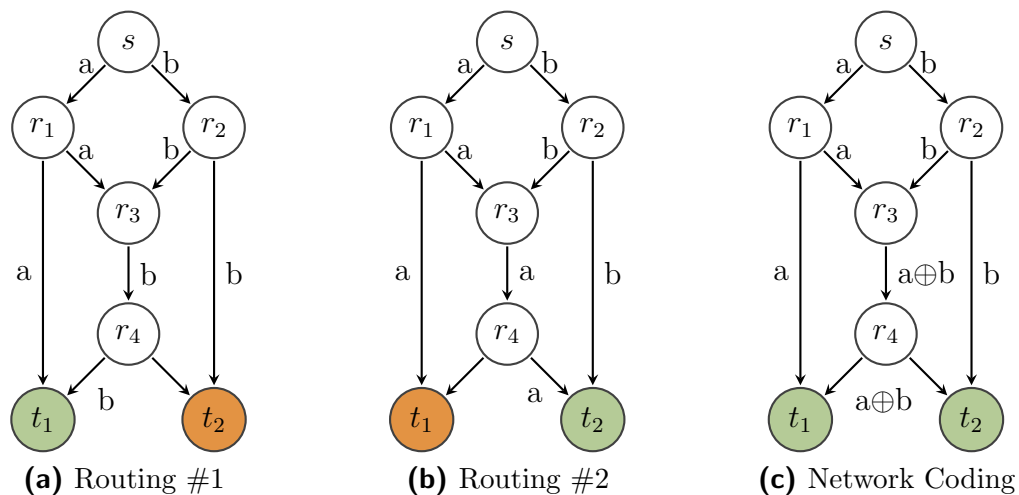 s
a b
r1 r2
a b
r3
a b b
r4
b
t1 t2
(a) Routing #1
s
a b
r1 r2
a b
r3
a a b
r4
a
t1 t2
(b) Routing #2
s
a b
r1 r2
a b
r3
a a⊕b b
r4
a⊕b
t1 t2
(c) Network Coding